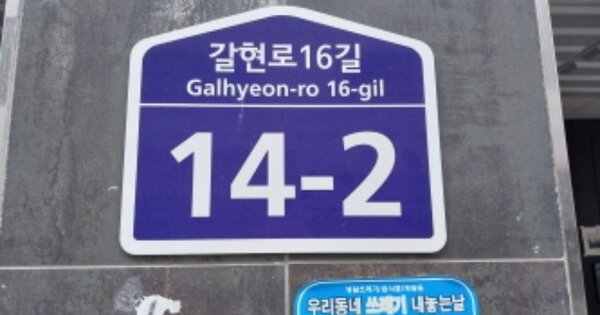 갈현로16길
Galhyeon-ro 16-gil
14-2
우리동네 쓰레기 내놓는날